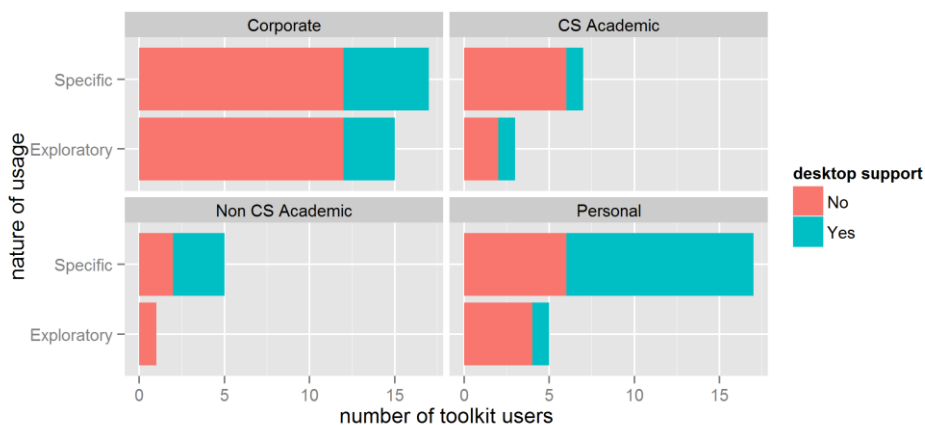 Corporate
CS Academic
Specific
Exploratory
Non CS Academic
Personal
Specific
Exploratory
0 5 10 15
0 5 10 15
number of toolkit users
nature of usage
desktop support
No
Yes